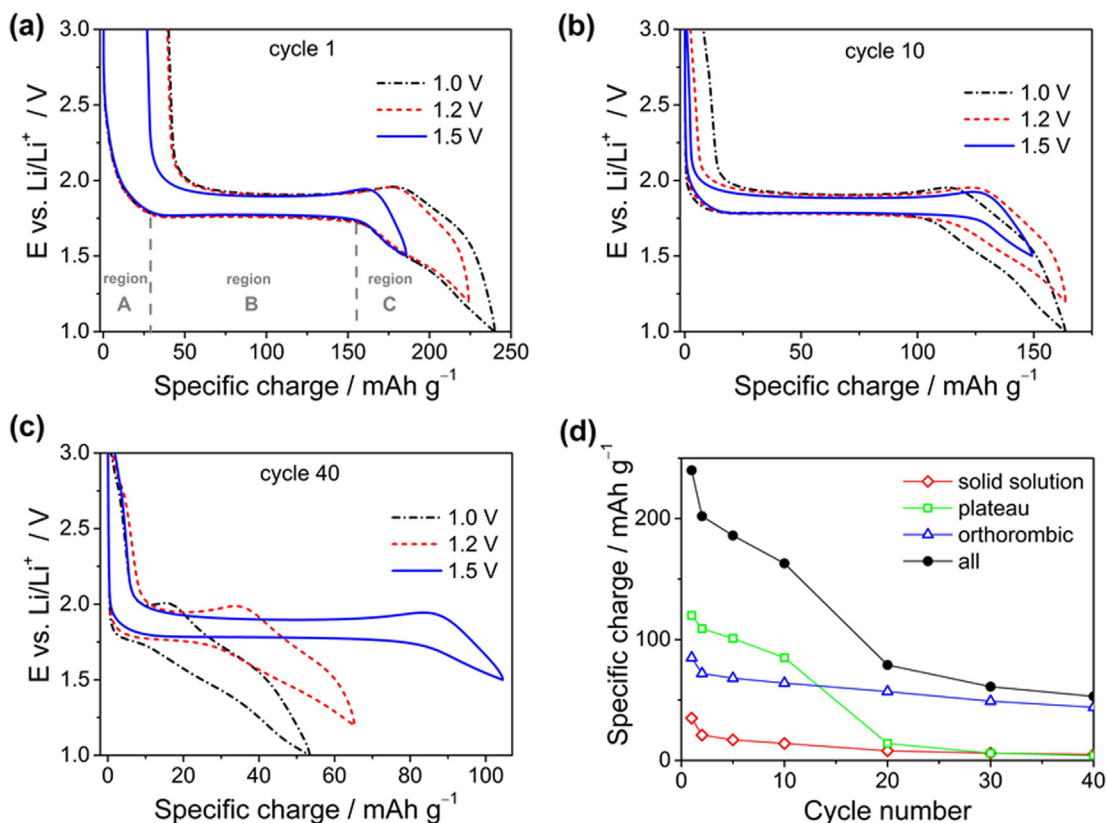 (a)
cycle 1
1.0 V
1.2 V
1.5 V
region
A
region
B
region
C
E vs. Li/Li⁺ / V
3.0
2.5
2.0
1.5
1.0
0 50 100 150 200 250
Specific charge / mAh g⁻¹
(b)
cycle 10
1.0 V
1.2 V
1.5 V
E vs. Li/Li⁺ / V
3.0
2.5
2.0
1.5
1.0
0 50 100 150
Specific charge / mAh g⁻¹
(c)
cycle 40
1.0 V
1.2 V
1.5 V
E vs. Li/Li⁺ / V
3.0
2.5
2.0
1.5
1.0
0 20 40 60 80 100
Specific charge / mAh g⁻¹
(d)
solid solution
plateau
orthorombic
all
Specific charge / mAh g⁻¹
200
100
0
0 10 20 30 40
Cycle number